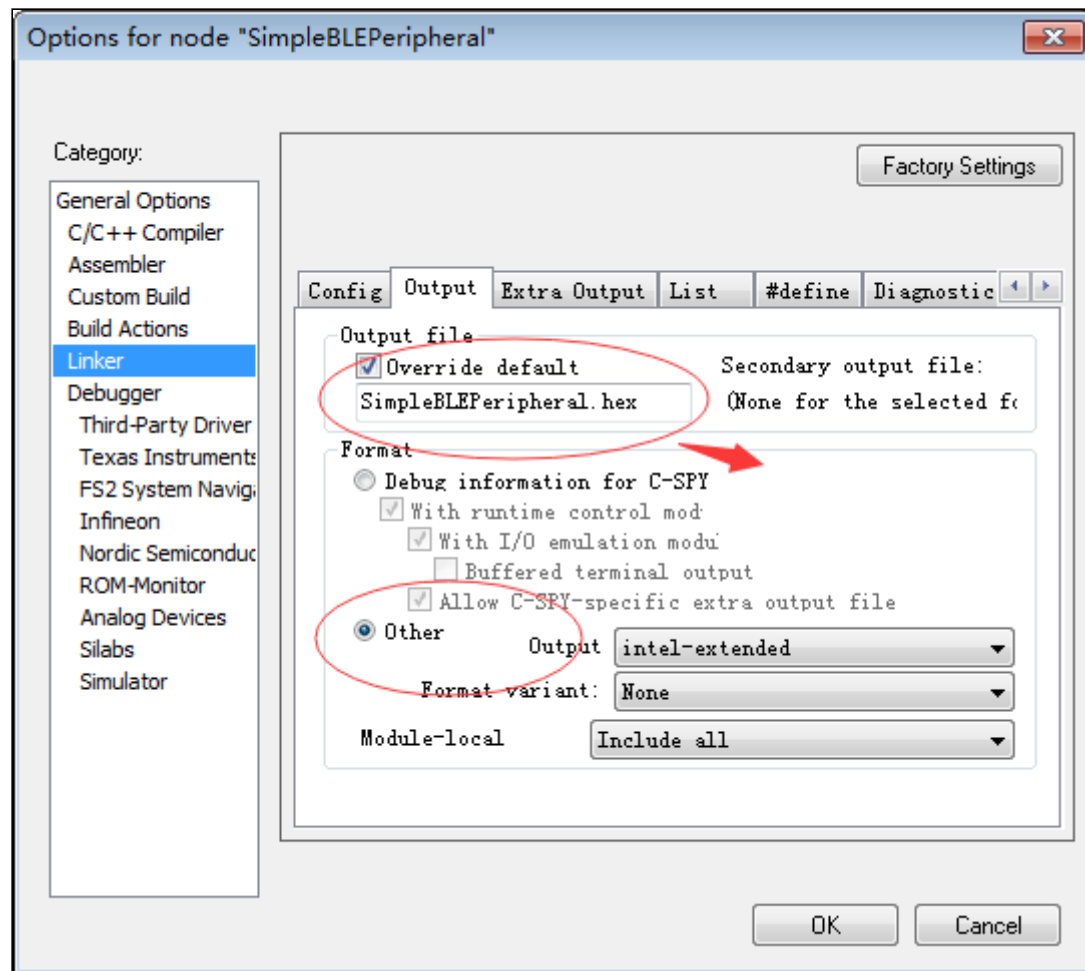 Options for node "SimpleBLEPeripheral"
Category:
General Options
C/C++ Compiler
Assembler
Custom Build
Build Actions
Linker
Debugger
Third-Party Driver
Texas Instruments
FS2 System Naviga
Infineon
Nordic Semiconduc
ROM-Monitor
Analog Devices
Silabs
Simulator
Factory Settings
Config Output Extra Output List #define Diagnostic
Output file
Override default Secondary output file:
SimpleBLEPeripheral.hex (None for the selected fo
Format
Debug information for C-SPY
With runtime control mod
With I/O emulation modu
Buffered terminal output
Allow C-SPY-specific extra output file
Other
Output intel-extended
Format variant: None
Module-local Include all
OK Cancel